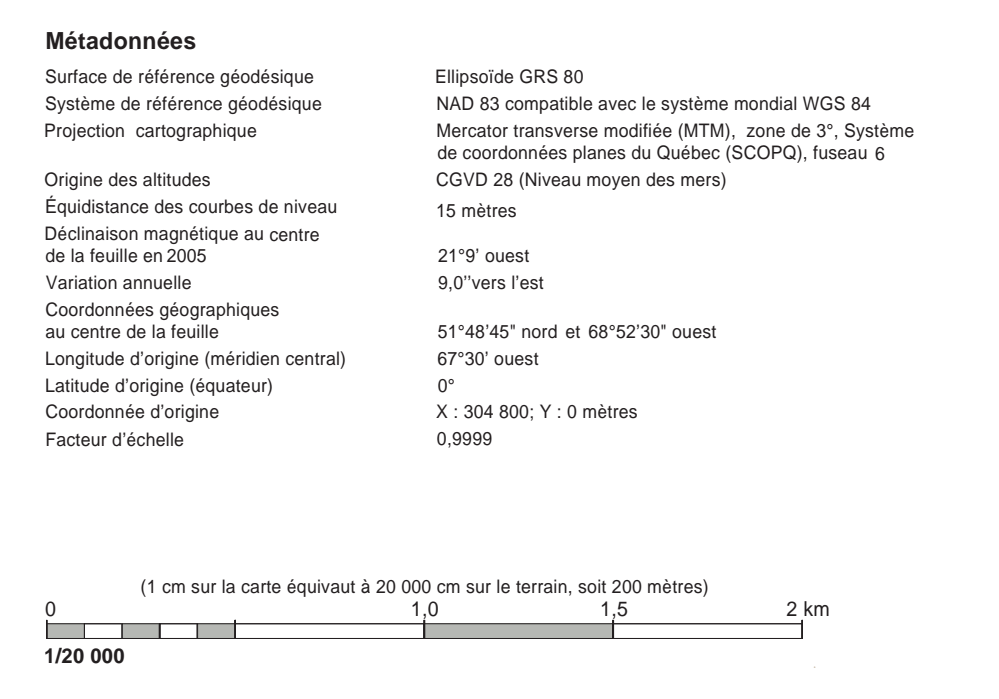 Métadonnées
Surface de référence géodésique Ellipsoïde GRS 80
Système de référence géodésique NAD 83 compatible avec le système mondial WGS 84
Projection cartographique Mercator transverse modifiée (MTM), zone de 3°, Système
de coordonnées planes du Québec (SCOPQ), fuseau 6
Origine des altitudes CGVD 28 (Niveau moyen des mers)
Équidistance des courbes de niveau 15 mètres
Déclinaison magnétique au centre
de la feuille en 2005 21°9’ ouest
Variation annuelle 9,0’’vers l’est
Coordonnées géographiques
au centre de la feuille 51°48’45" nord et 68°52’30" ouest
Longitude d’origine (méridien central) 67°30’ ouest
Latitude d’origine (équateur) 0°
Coordonnée d’origine X : 304 800; Y : 0 mètres
Facteur d’échelle 0,9999
(1 cm sur la carte équivaut à 20 000 cm sur le terrain, soit 200 mètres)
0 1,0 1,5 2 km
1/20 000